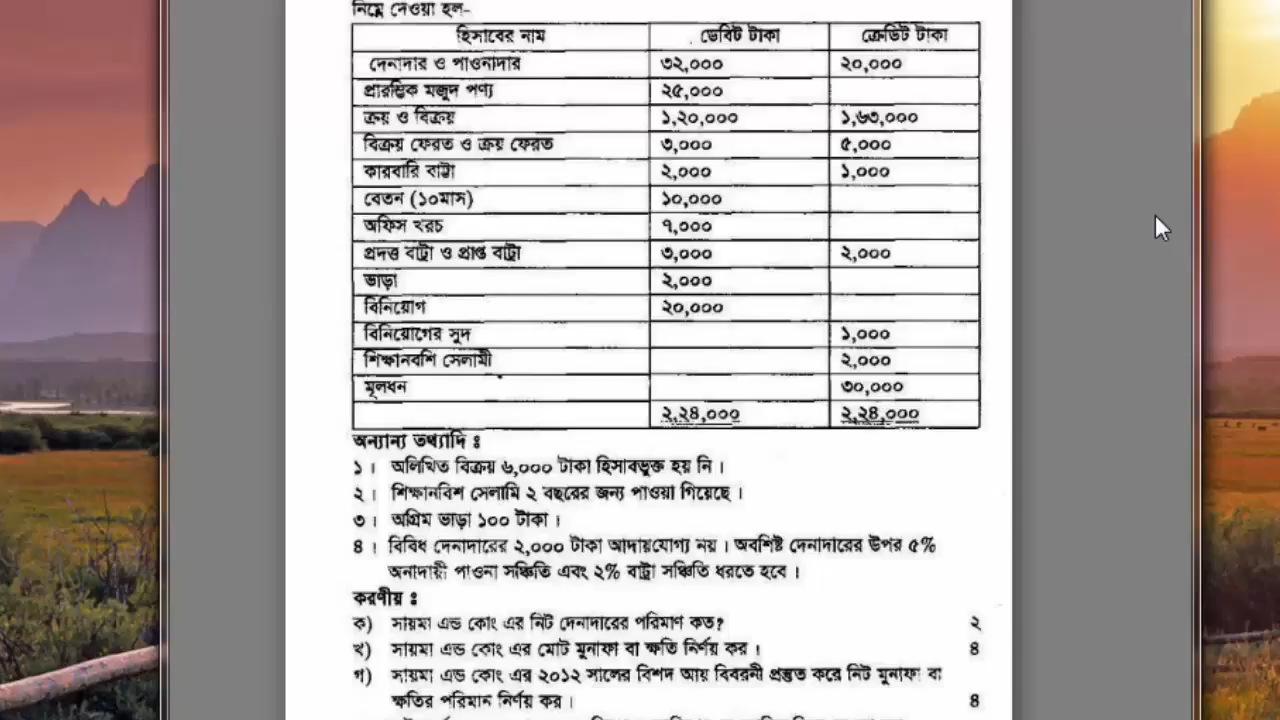 নিম্নে দেওয়া হল-
হিসাবের নাম ডেবিট টাকা ক্রেডিট টাকা
দেনাদার ও পাওনাদার ৩২,০০০ ২০,০০০
প্রারম্ভিক মজুদ পণ্য ২৫,০০০
ক্রয় ও বিক্রয় ১,২০,০০০ ১,৬৩,০০০
বিক্রয় ফেরত ও ক্রয় ফেরত ৩,০০০ ৫,০০০
কারবারি বাট্টা ২,০০০ ১,০০০
বেতন (১০মাস) ১০,০০০
অফিস খরচ ৭,০০০
প্রদত্ত বাট্টা ও প্রাপ্ত বাট্টা ৩,০০০ ২,০০০
ভাড়া ২,০০০
বিনিয়োগ ২০,০০০
বিনিয়োগের সুদ ১,০০০
শিক্ষানবশি সেলামী ২,০০০
মূলধন ৩০,০০০
২,২৪,০০০ ২,২৪,০০০
অন্যান্য তথ্যাদি ঃ
১। অলিখিত বিক্রয় ৬,০০০ টাকা হিসাবভুক্ত হয় নি।
২। শিক্ষানবিশ সেলামি ২ বছরের জন্য পাওয়া গিয়েছে।
৩। অগ্রিম ভাড়া ১০০ টাকা।
৪। বিবিধ দেনাদারের ২,০০০ টাকা আদায়যোগ্য নয়। অবশিষ্ট দেনাদারের উপর ৫%
অনাদায়ী পাওনা সঞ্চিতি এবং ২% বাট্টা সঞ্চিতি ধরতে হবে।
করণীয় ঃ
ক) সায়মা এন্ড কোং এর নিট দেনাদারের পরিমাণ কত? ২
খ) সায়মা এন্ড কোং এর মোট মুনাফা বা ক্ষতি নির্ণয় কর। ৪
গ) সায়মা এন্ড কোং এর ২০১২ সালের বিশদ আয় বিবরনী প্রস্তুত করে নিট মুনাফা বা
ক্ষতির পরিমান নির্ণয় কর। ৪